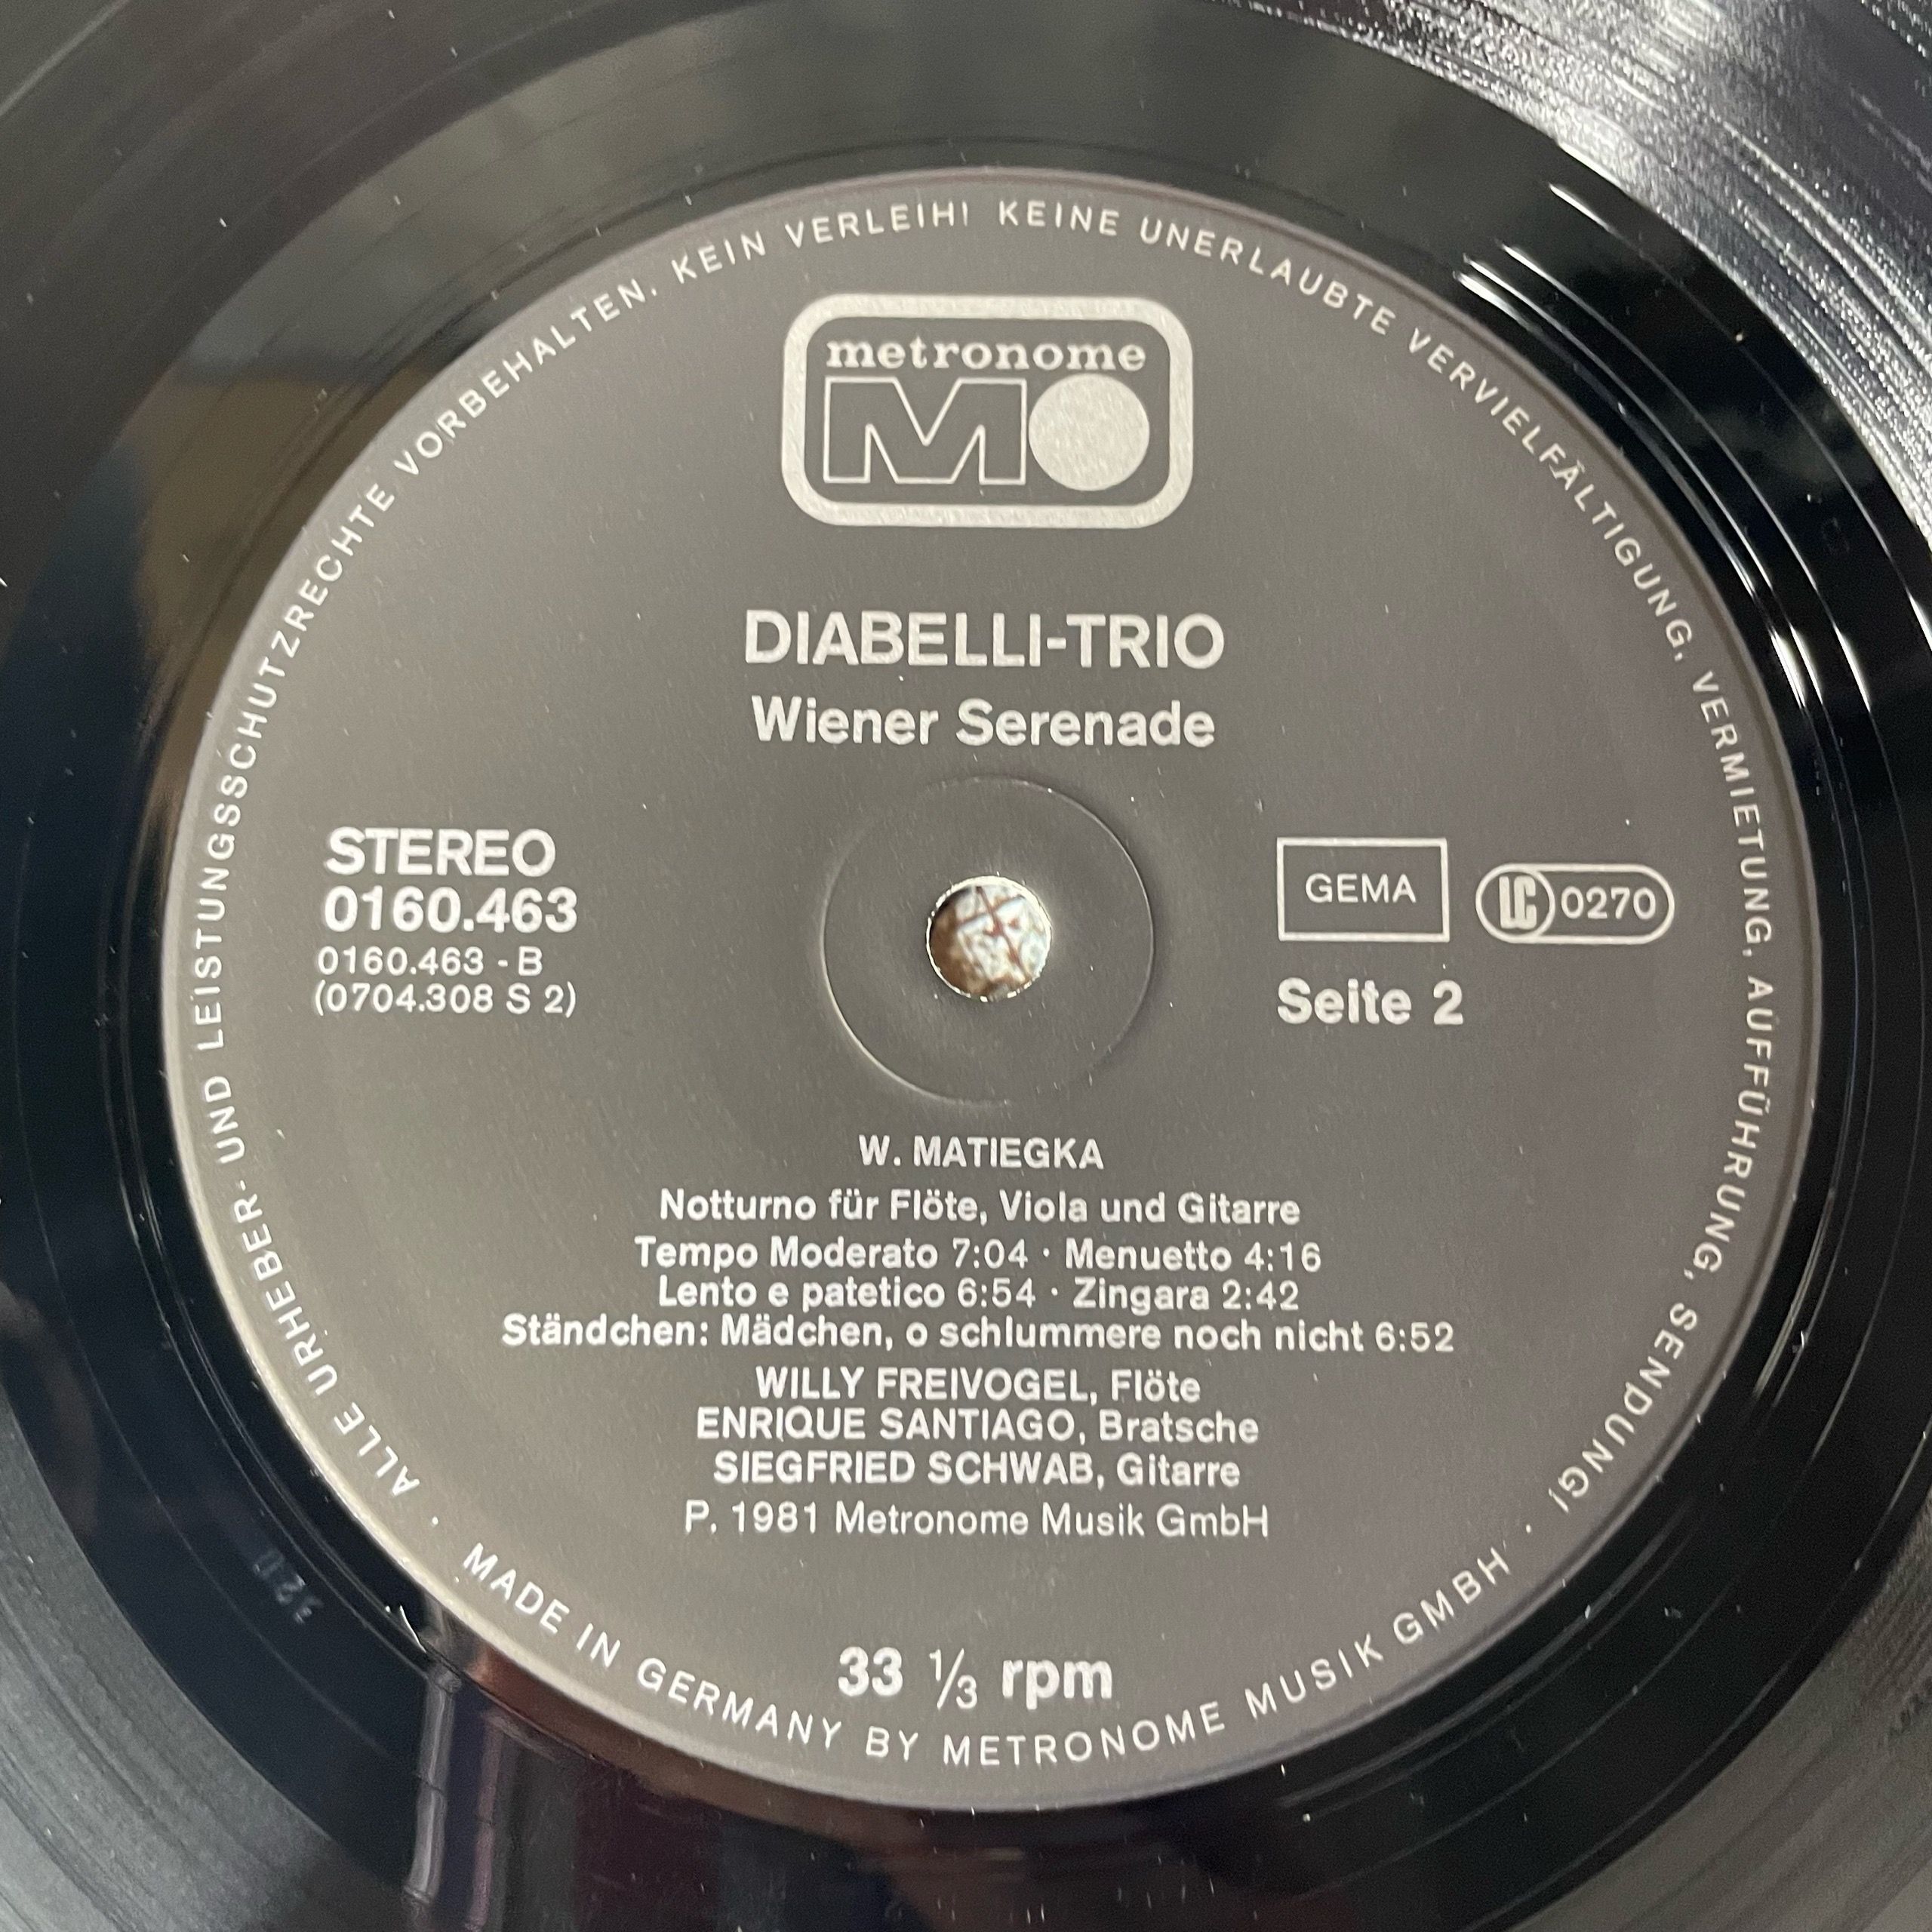 ALLE URHEBER- UND LEISTUNGSSCHUTZRECHTE VORBEHALTEN. KEIN VERLEIH! KEINE UNERLAUBTE VERVIELFÄLTIGUNG, VERMIETUNG, AUFFÜHRUNG, SENDUNG!
metronome
MO
DIABELLI-TRIO
Wiener Serenade
STEREO
0160.463
0160.463 - B
(0704.308 S 2)
GEMA
LC 0270
Seite 2
W. MATIEGKA
Notturno für Flöte, Viola und Gitarre
Tempo Moderato 7:04 · Menuetto 4:16
Lento e patetico 6:54 · Zingara 2:42
Ständchen: Mädchen, o schlummere noch nicht 6:52
WILLY FREIVOGEL, Flöte
ENRIQUE SANTIAGO, Bratsche
SIEGFRIED SCHWAB, Gitarre
P. 1981 Metronome Musik GmbH
33 ⅓ rpm
· MADE IN GERMANY BY METRONOME MUSIK GMBH ·